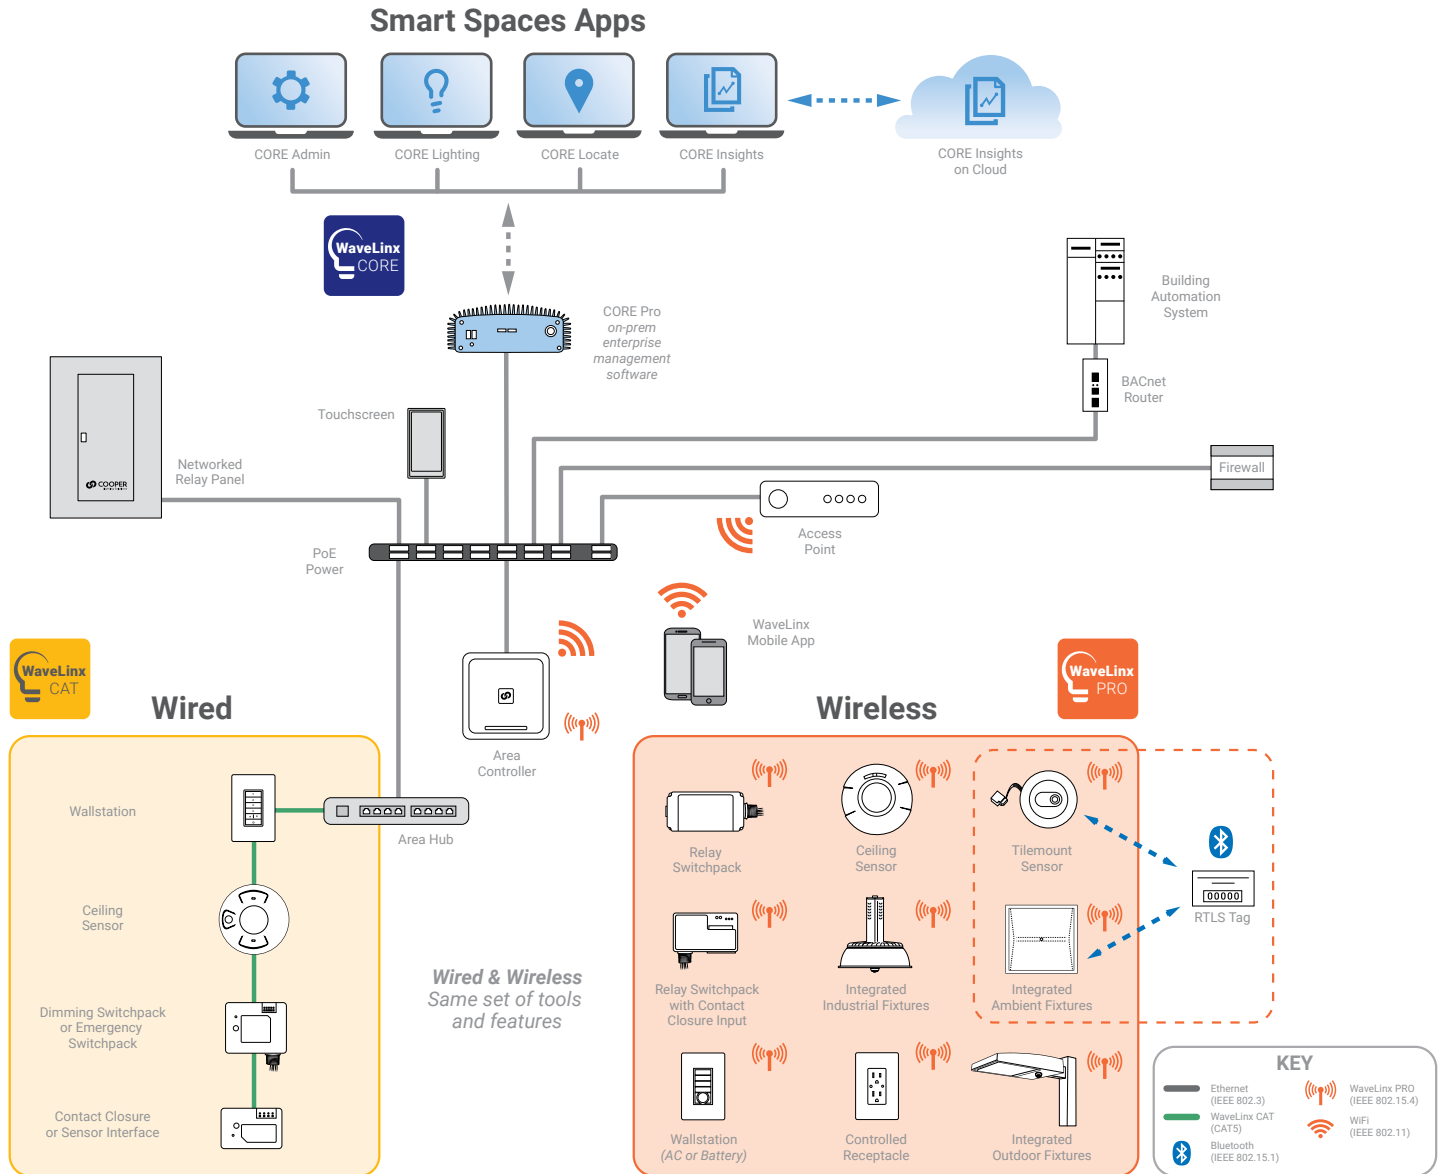 Smart Spaces Apps
CORE Admin
CORE Lighting
CORE Locate
CORE Insights
CORE Insights
on Cloud
WaveLinx
CORE
CORE Pro
on-prem
enterprise
management
software
Building
Automation
System
BACnet
Router
Touchscreen
Networked
Relay Panel
COOPER
Firewall
Access
Point
PoE
Power
WaveLinx
Mobile App
WaveLinx
CAT
Wired
Area
Controller
Wireless
WaveLinx
PRO
Wallstation
Area Hub
Ceiling
Sensor
Dimming Switchpack
or Emergency
Switchpack
Contact Closure
or Sensor Interface
Wired & Wireless
Same set of tools
and features
Relay
Switchpack
Ceiling
Sensor
Tilemount
Sensor
00000
RTLS Tag
Relay Switchpack
with Contact
Closure Input
Integrated
Industrial Fixtures
Integrated
Ambient Fixtures
Wallstation
(AC or Battery)
Controlled
Receptacle
Integrated
Outdoor Fixtures
KEY
Ethernet
(IEEE 802.3)
WaveLinx CAT
(CAT5)
Bluetooth
(IEEE 802.15.1)
WaveLinx PRO
(IEEE 802.15.4)
WiFi
(IEEE 802.11)